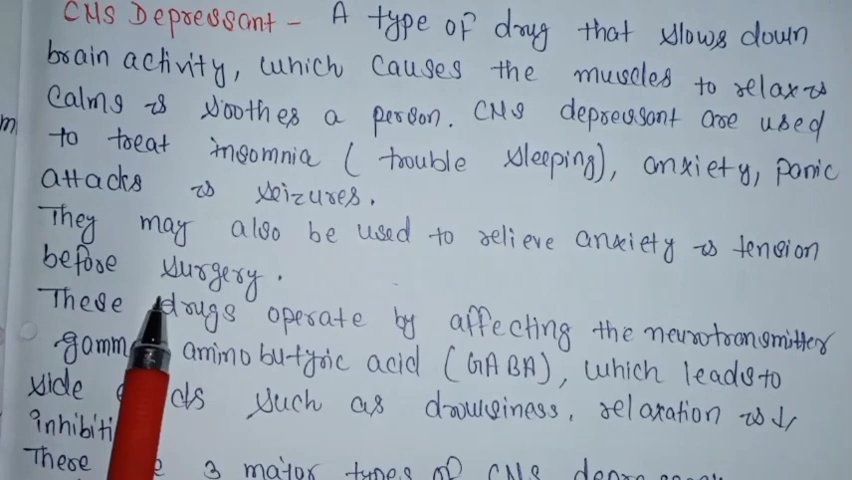 CNS Depressant - A type of drug that slows down
brain activity, which causes the muscles to relax &
Calms & soothes a person. CNS depressant are used
m
to treat insomnia ( trouble sleeping), anxiety, panic
attacks & seizures.
They may also be used to relieve anxiety & tension
before surgery.
These drugs operate by affecting the neurotransmitter
gamm amino butyric acid (GABA), which leads to
side cts such as drowsiness, relaxation & ↓
inhibiti
These e 3 major types of CNS